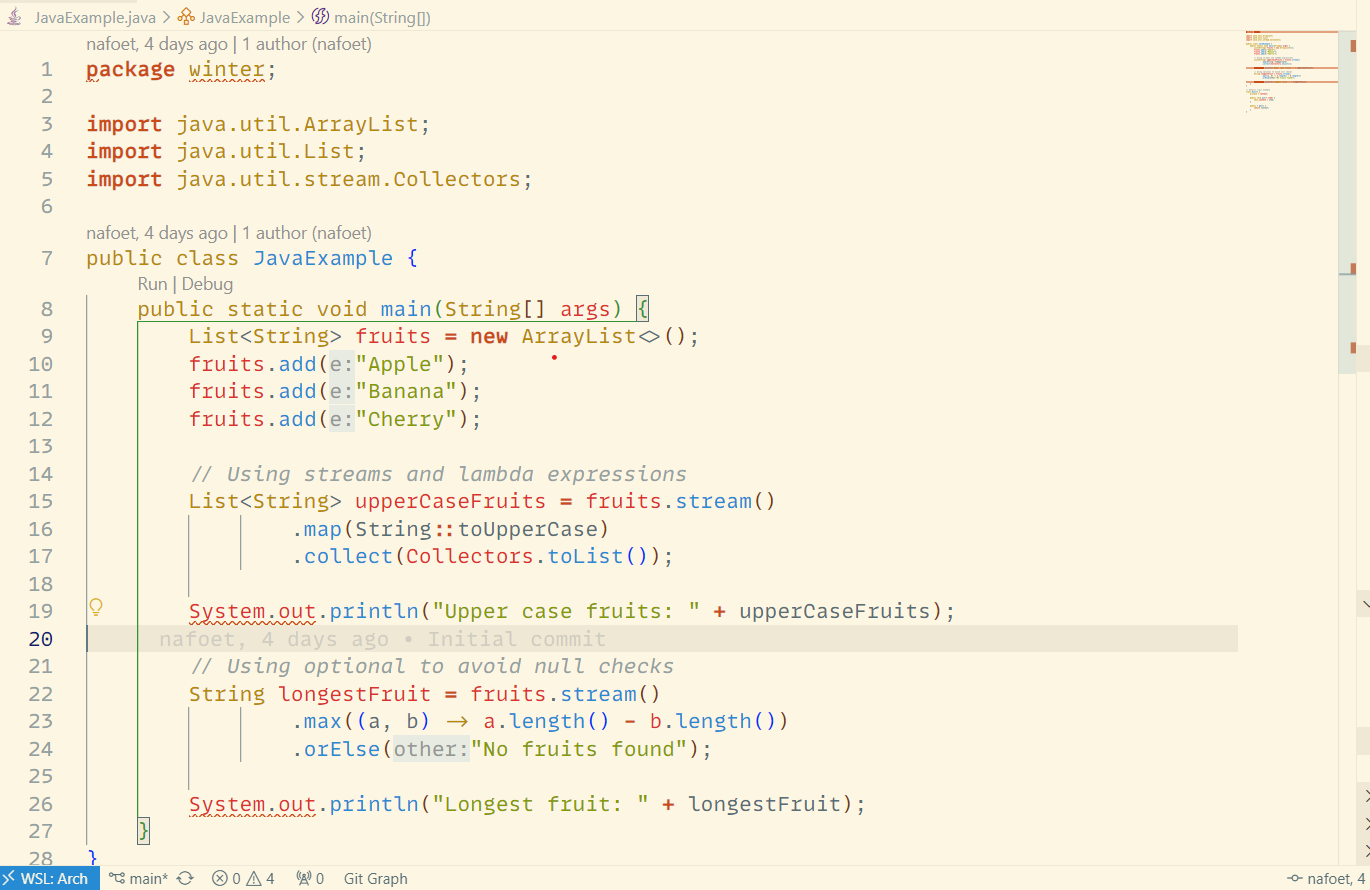 JavaExample.java > JavaExample > main(String[])
nafoet, 4 days ago | 1 author (nafoet)
1 package winter;
2
3 import java.util.ArrayList;
4 import java.util.List;
5 import java.util.stream.Collectors;
6
nafoet, 4 days ago | 1 author (nafoet)
7 public class JavaExample {
Run | Debug
8 public static void main(String[] args) {
9 List<String> fruits = new ArrayList<>();
10 fruits.add(e:"Apple");
11 fruits.add(e:"Banana");
12 fruits.add(e:"Cherry");
13
14 // Using streams and lambda expressions
15 List<String> upperCaseFruits = fruits.stream()
16 .map(String::toUpperCase)
17 .collect(Collectors.toList());
18
19 System.out.println("Upper case fruits: " + upperCaseFruits);
20 nafoet, 4 days ago • Initial commit
21 // Using optional to avoid null checks
22 String longestFruit = fruits.stream()
23 .max((a, b) -> a.length() - b.length())
24 .orElse(other:"No fruits found");
25
26 System.out.println("Longest fruit: " + longestFruit);
27 }
28 }
WSL: Arch main* 0 4 0 Git Graph nafoet, 4